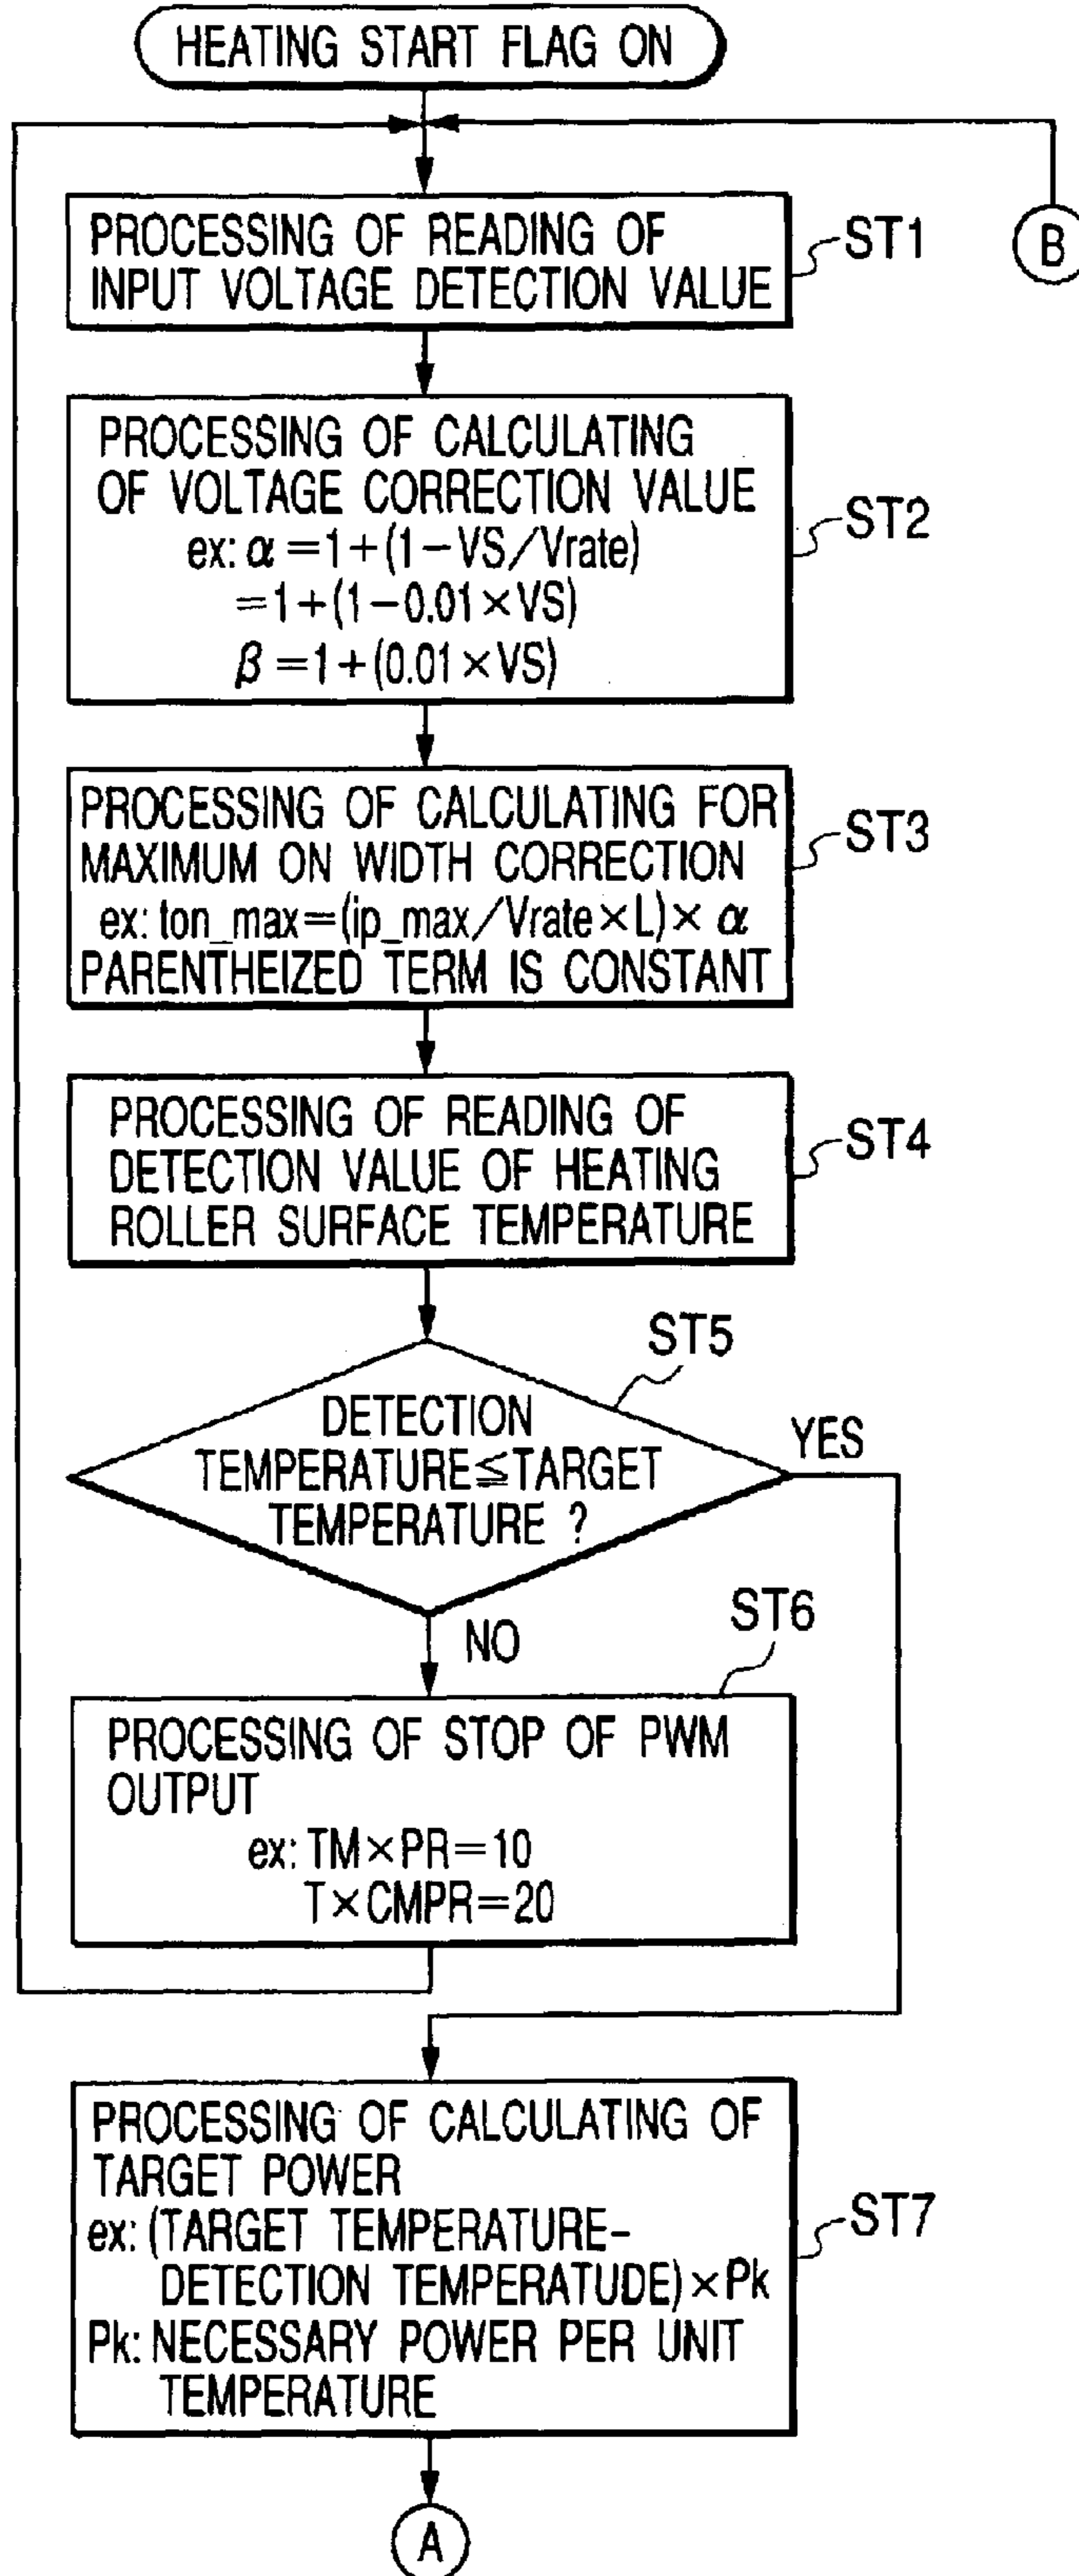 HEATING START FLAG ON
B
PROCESSING OF READING OF
INPUT VOLTAGE DETECTION VALUE
ST1
PROCESSING OF CALCULATING
OF VOLTAGE CORRECTION VALUE
ex: α=1+(1-VS/Vrate)
=1+(1-0.01×VS)
β=1+(0.01×VS)
ST2
PROCESSING OF CALCULATING FOR
MAXIMUM ON WIDTH CORRECTION
ex: ton_max=(ip_max/Vrate×L)×α
PARENTHEIZED TERM IS CONSTANT
ST3
PROCESSING OF READING OF
DETECTION VALUE OF HEATING
ROLLER SURFACE TEMPERATURE
ST4
ST5
DETECTION
TEMPERATURE≦TARGET
TEMPERATURE ?
YES
NO
ST6
PROCESSING OF STOP OF PWM
OUTPUT
ex: TM×PR=10
T×CMPR=20
PROCESSING OF CALCULATING OF
TARGET POWER
ex: (TARGET TEMPERATURE-
DETECTION TEMPERATUDE)×Pk
Pk: NECESSARY POWER PER UNIT
TEMPERATURE
ST7
A